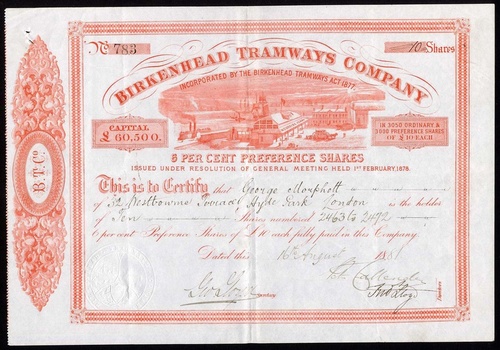 No 783
10 Shares
BIRKENHEAD TRAMWAYS COMPANY
INCORPORATED BY THE BIRKENHEAD TRAMWAYS ACT 1877.
CAPITAL
£ 60,500.
IN 3050 ORDINARY &
3000 PREFERENCE SHARES
OF £10 EACH
6 PER CENT PREFERENCE SHARES
ISSUED UNDER RESOLUTION OF GENERAL MEETING HELD 1ST FEBRUARY, 1878.
This is to Certify that George
of 32 Westbourne Terrace Hyde Park London is the holder
of Ten Shares numbered 2463 to 2472
6 per cent Preference Shares of £10 each fully paid in this Company.
Dated this 16th August 1881
Secretary
Directors
B.T.Co.